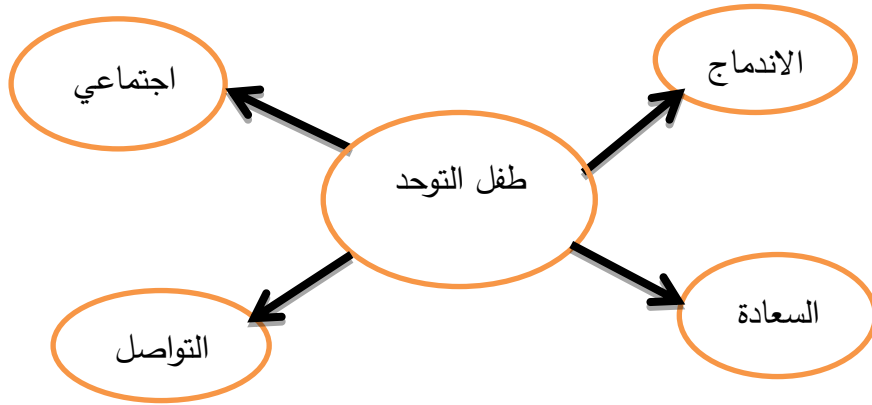 الاندماج
اجتماعي
طفل التوحد
السعادة
التواصل